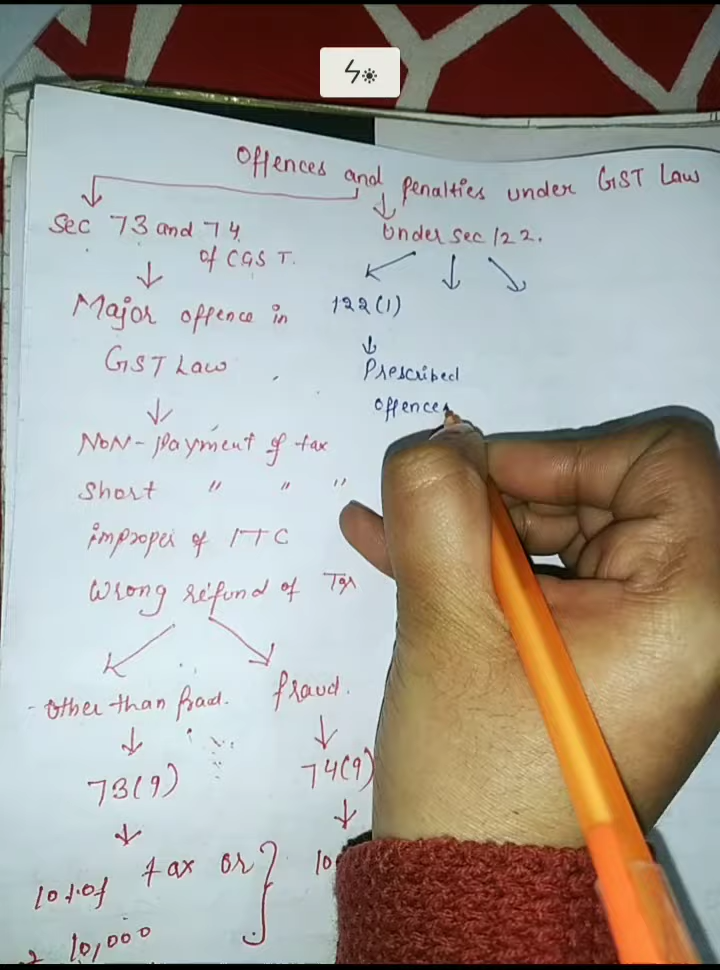 Offences and Penalties under GST Law
Sec 73 and 74
of CGST.
Major offence in
GST Law
Non-payment of tax
Short " " "
improper of ITC
Wrong refund of Tax
- Other than fraud.
73(9)
10% of tax or
10,000
fraud.
74(9)
10
Under Sec 122.
122(1)
Prescribed
offences